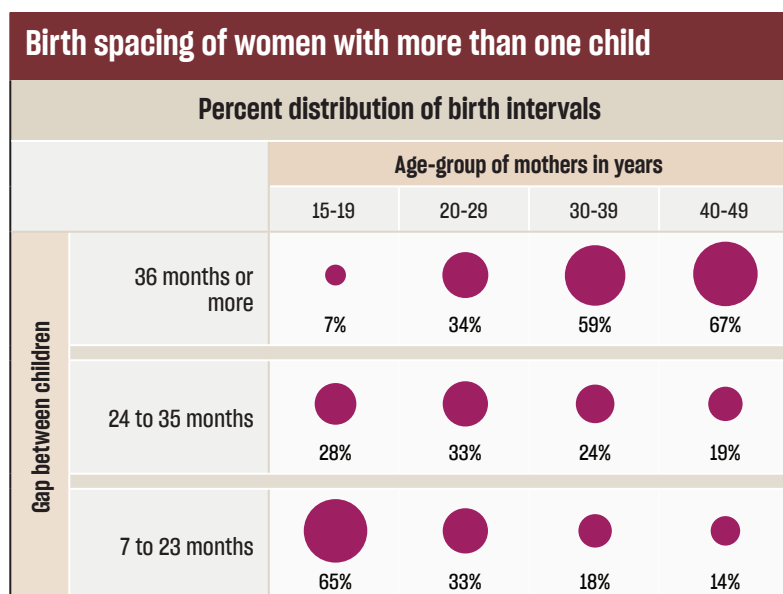 Birth spacing of women with more than one child
Percent distribution of birth intervals
Age-group of mothers in years
15-19 20-29 30-39 40-49
Gap between children
36 months or
more
7% 34% 59% 67%
24 to 35 months
28% 33% 24% 19%
7 to 23 months
65% 33% 18% 14%